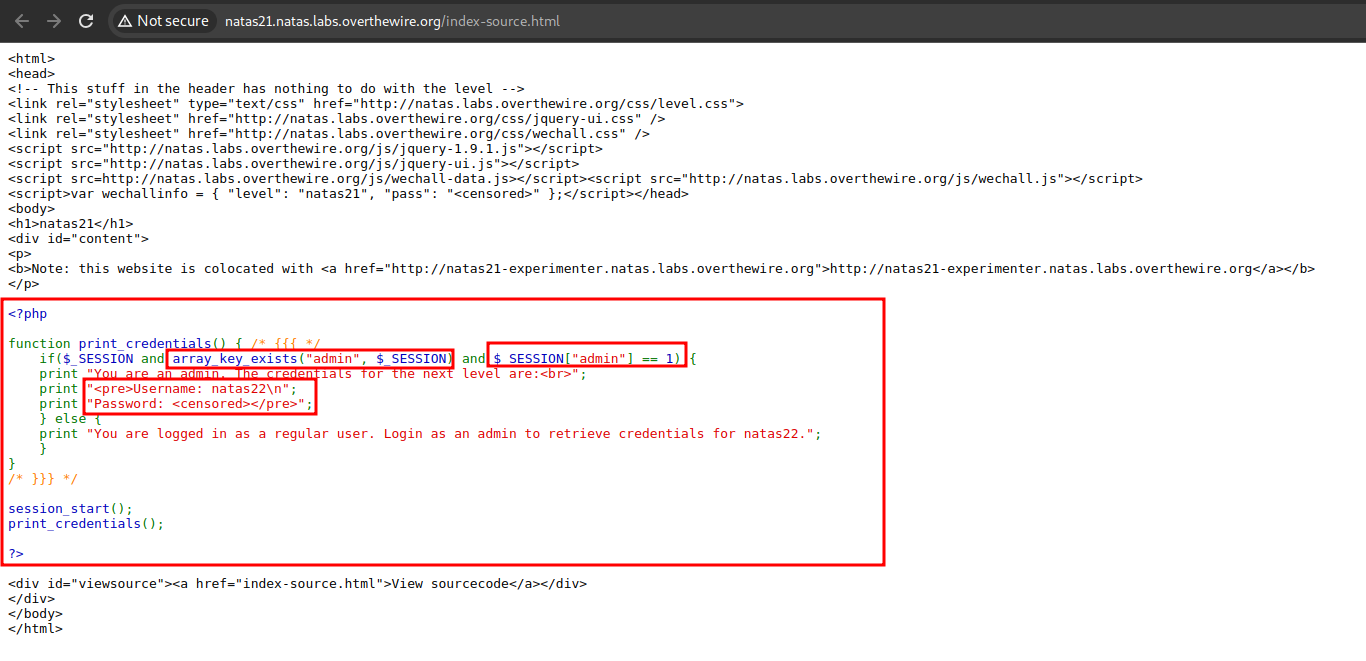 Not secure natas21.natas.labs.overthewire.org/index-source.html
<html>
<head>
<!-- This stuff in the header has nothing to do with the level -->
<link rel="stylesheet" type="text/css" href="http://natas.labs.overthewire.org/css/level.css">
<link rel="stylesheet" href="http://natas.labs.overthewire.org/css/jquery-ui.css" />
<link rel="stylesheet" href="http://natas.labs.overthewire.org/css/wechall.css" />
<script src="http://natas.labs.overthewire.org/js/jquery-1.9.1.js"></script>
<script src="http://natas.labs.overthewire.org/js/jquery-ui.js"></script>
<script src=http://natas.labs.overthewire.org/js/wechall-data.js></script><script src="http://natas.labs.overthewire.org/js/wechall.js"></script>
<script>var wechallinfo = { "level": "natas21", "pass": "<censored>" };</script></head>
<body>
<h1>natas21</h1>
<div id="content">
<p>
<b>Note: this website is colocated with <a href="http://natas21-experimenter.natas.labs.overthewire.org">http://natas21-experimenter.natas.labs.overthewire.org</a></b>
</p>
<?php
function print_credentials() { /* {{{ */
if($_SESSION and array_key_exists("admin", $_SESSION) and $_SESSION["admin"] == 1) {
print "You are an admin. The credentials for the next level are:<br>";
print "<pre>Username: natas22\n";
print "Password: <censored></pre>";
} else {
print "You are logged in as a regular user. Login as an admin to retrieve credentials for natas22.";
}
}
/* }}} */
session_start();
print_credentials();
?>
<div id="viewsource"><a href="index-source.html">View sourcecode</a></div>
</div>
</body>
</html>